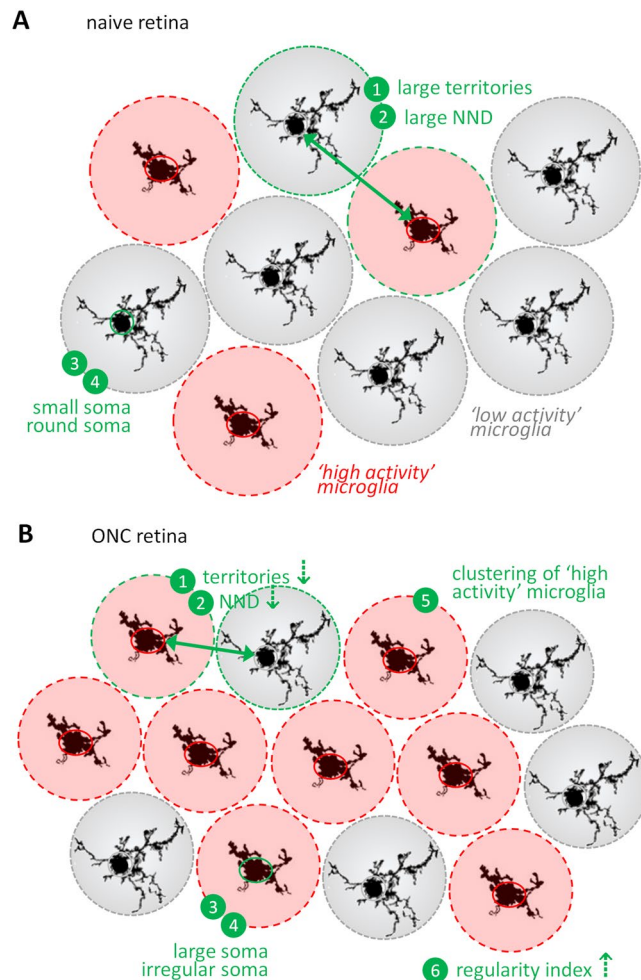 A
naive retina
1 large territories
2 large NND
3
4
small soma
round soma
'low activity'
microglia
'high activity'
microglia
B
ONC retina
1 territories
2 NND
5
clustering of 'high
activity' microglia
3
4
large soma
irregular soma
6 regularity index